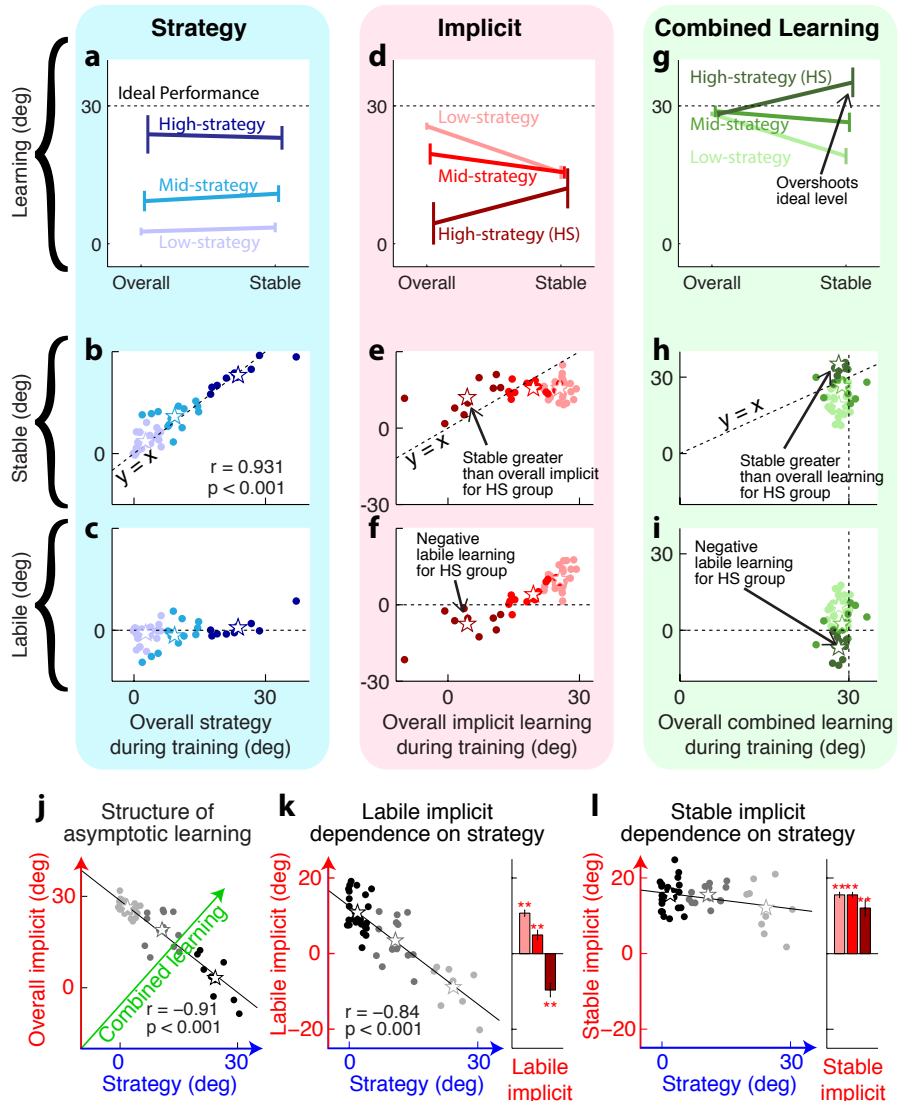 Strategy
Implicit
Combined Learning
Learning (deg)
a
Ideal Performance
30
High-strategy
Mid-strategy
Low-strategy
0
Overall
Stable
d
30
Low-strategy
Mid-strategy
High-strategy (HS)
0
Overall
Stable
g
High-strategy (HS)
30
Mid-strategy
Low-strategy
Overshoots
ideal level
0
Overall
Stable
Stable (deg)
b
30
0
y = x
r = 0.931
p < 0.001
e
30
0
-30
y = x
Stable greater
than overall implicit
for HS group
h
30
0
y = x
Stable greater
than overall learning
for HS group
Labile (deg)
c
0
0
30
Overall strategy
during training (deg)
f
Negative
labile learning
for HS group
0
-30
0
30
Overall implicit learning
during training (deg)
i
30
Negative
labile learning
for HS group
0
0
30
Overall combined learning
during training (deg)
j
Structure of
asymptotic learning
Overall implicit (deg)
30
0
Combined learning
r = −0.91
p < 0.001
0
30
Strategy (deg)
k
Labile implicit
dependence on strategy
Labile implicit (deg)
20
0
−20
r = −0.84
p < 0.001
0
30
Strategy (deg)
**
**
**
Labile
implicit
l
Stable implicit
dependence on strategy
Stable implicit (deg)
20
0
−20
0
30
Strategy (deg)
**
**
**
Stable
implicit